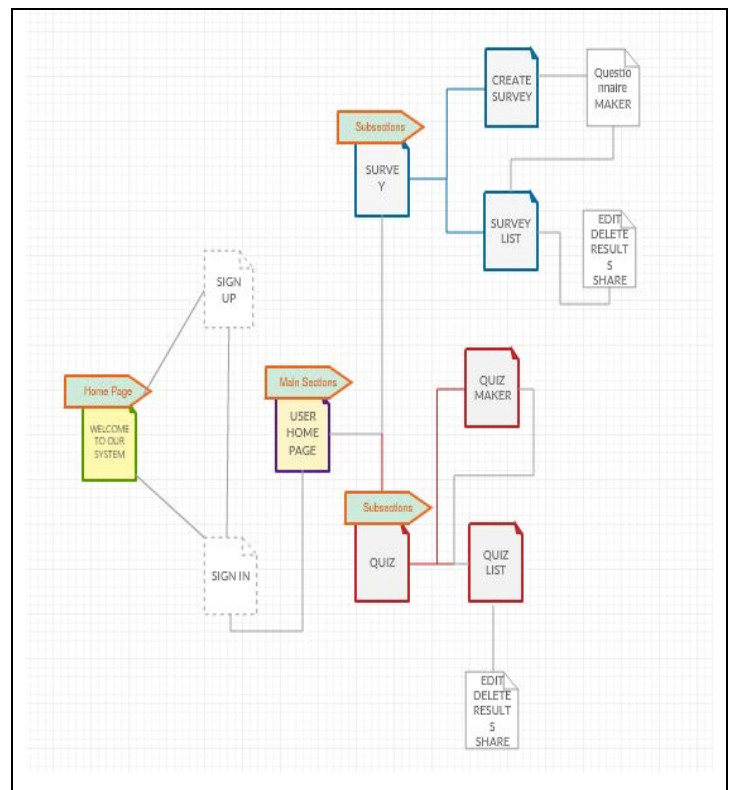 CREATE
SURVEY
Questio
nnaire
MAKER
Subsections
SURVE
Y
SURVEY
LIST
EDIT
DELETE
RESULT
S
SHARE
SIGN
UP
Home Page
WELCOME
TO OUR
SYSTEM
Main Sections
USER
HOME
PAGE
QUIZ
MAKER
Subsections
QUIZ
QUIZ
LIST
SIGN IN
EDIT
DELETE
RESULT
S
SHARE